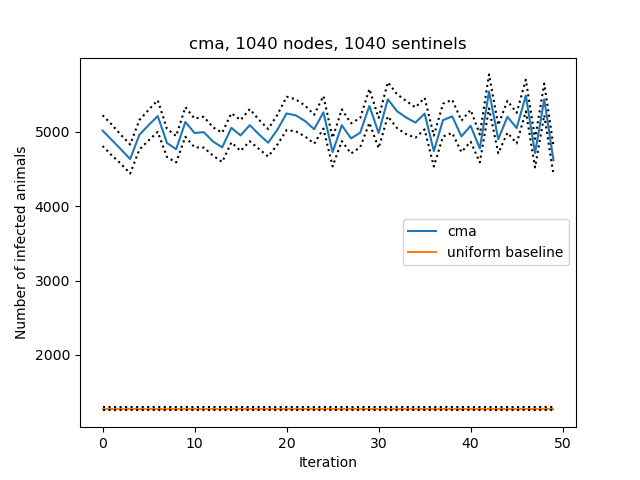 cma, 1040 nodes, 1040 sentinels
Number of infected animals
5000
4000
3000
2000
cma
uniform baseline
0 10 20 30 40 50
Iteration